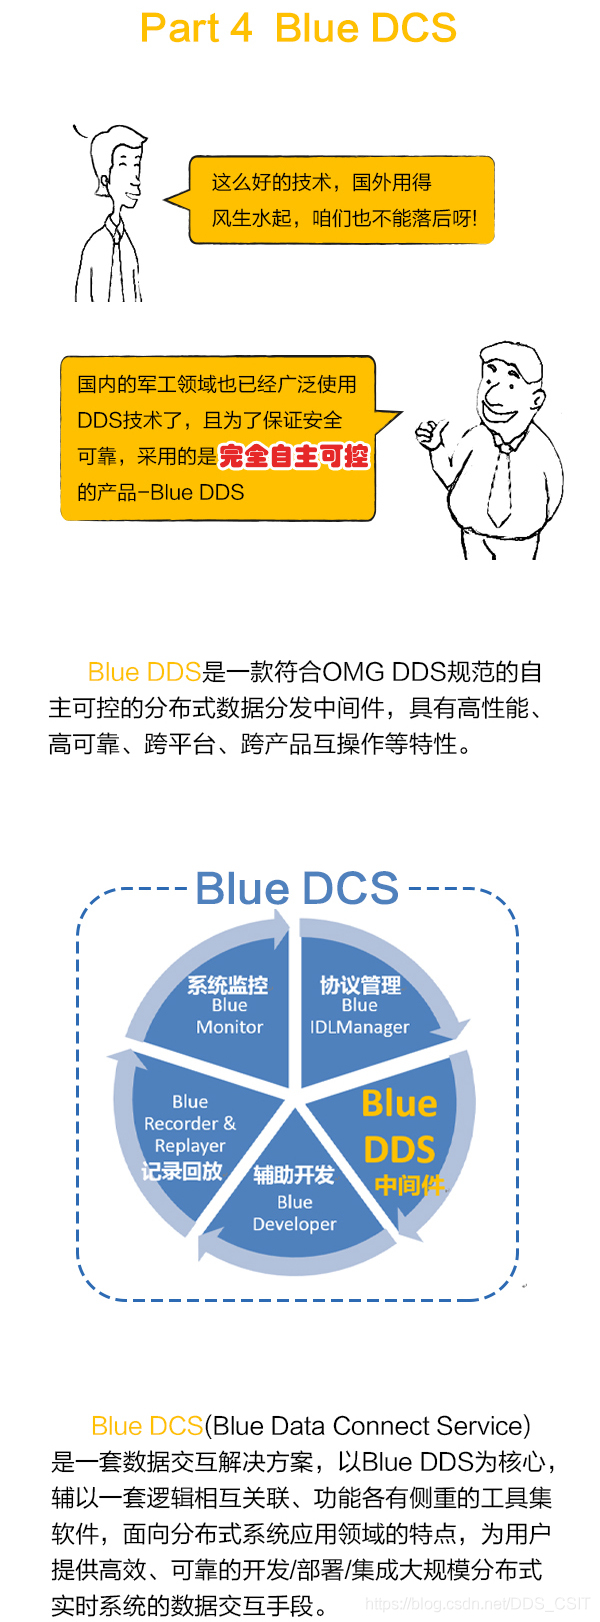 Part 4 Blue DCS
这么好的技术，国外用得
风生水起，咱们也不能落后呀!
国内的军工领域也已经广泛使用
DDS技术了，且为了保证安全
可靠，采用的是完全自主可控
的产品-Blue DDS
Blue DDS是一款符合OMG DDS规范的自
主可控的分布式数据分发中间件，具有高性能、
高可靠、跨平台、跨产品互操作等特性。
Blue DCS
系统监控
Blue
Monitor
协议管理
Blue
IDLManager
Blue
DDS
中间件
Blue
Recorder &
Replayer
记录回放
辅助开发
Blue
Developer
Blue DCS(Blue Data Connect Service)
是一套数据交互解决方案，以Blue DDS为核心，
辅以一套逻辑相互关联、功能各有侧重的工具集
软件，面向分布式系统应用领域的特点，为用户
提供高效、可靠的开发/部署/集成大规模分布式
实时系统的数据交互手段。
https://blog.csdn.net/DDS_CSIT